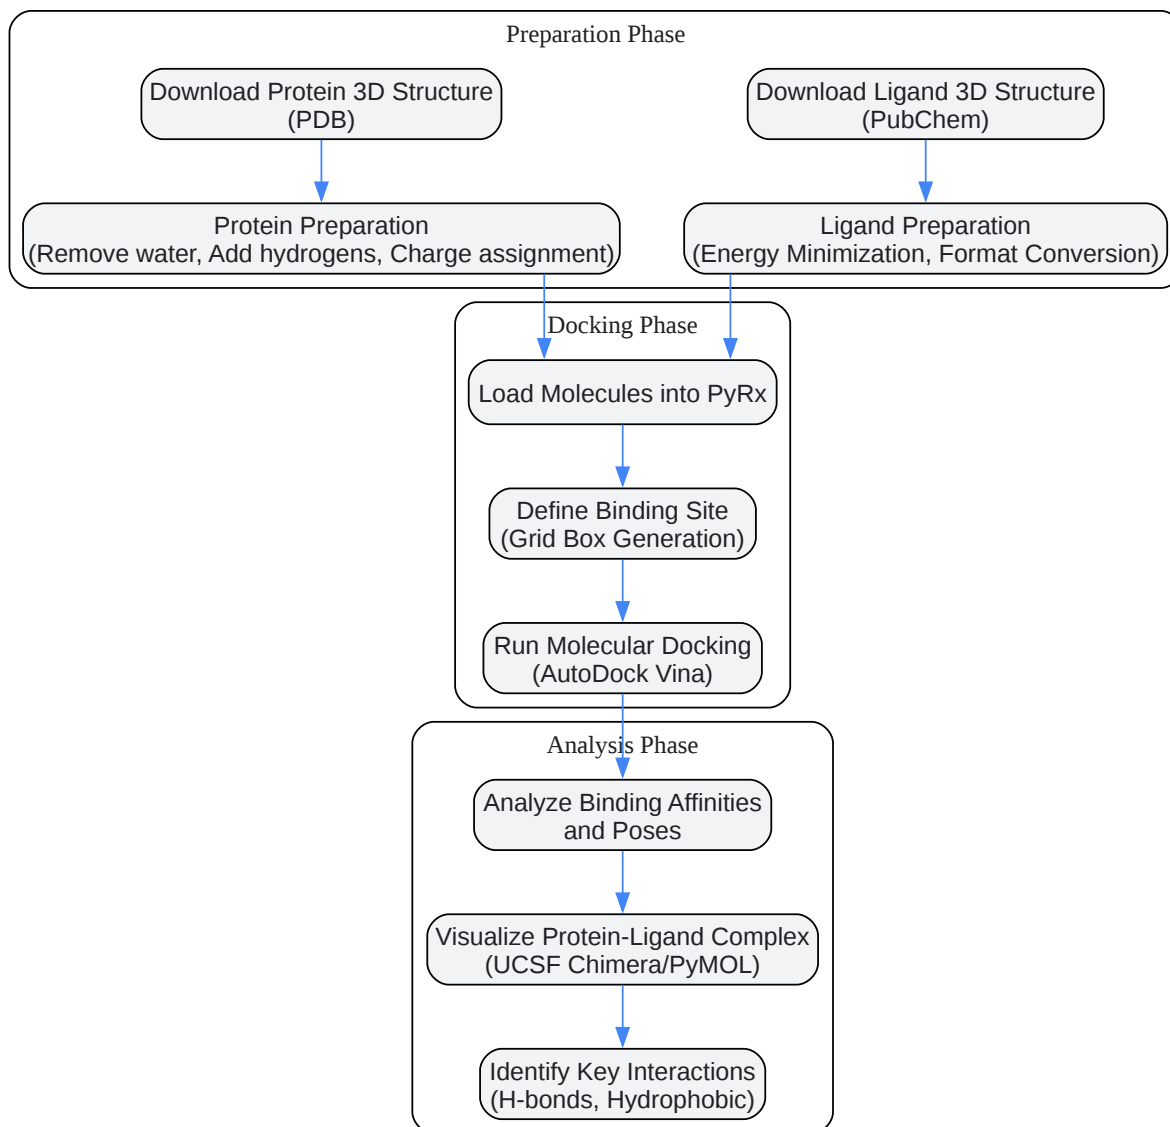 Preparation Phase
Download Protein 3D Structure
(PDB)
Download Ligand 3D Structure
(PubChem)
Protein Preparation
(Remove water, Add hydrogens, Charge assignment)
Ligand Preparation
(Energy Minimization, Format Conversion)
Docking Phase
Load Molecules into PyRx
Define Binding Site
(Grid Box Generation)
Run Molecular Docking
(AutoDock Vina)
Analysis Phase
Analyze Binding Affinities
and Poses
Visualize Protein-Ligand Complex
(UCSF Chimera/PyMOL)
Identify Key Interactions
(H-bonds, Hydrophobic)